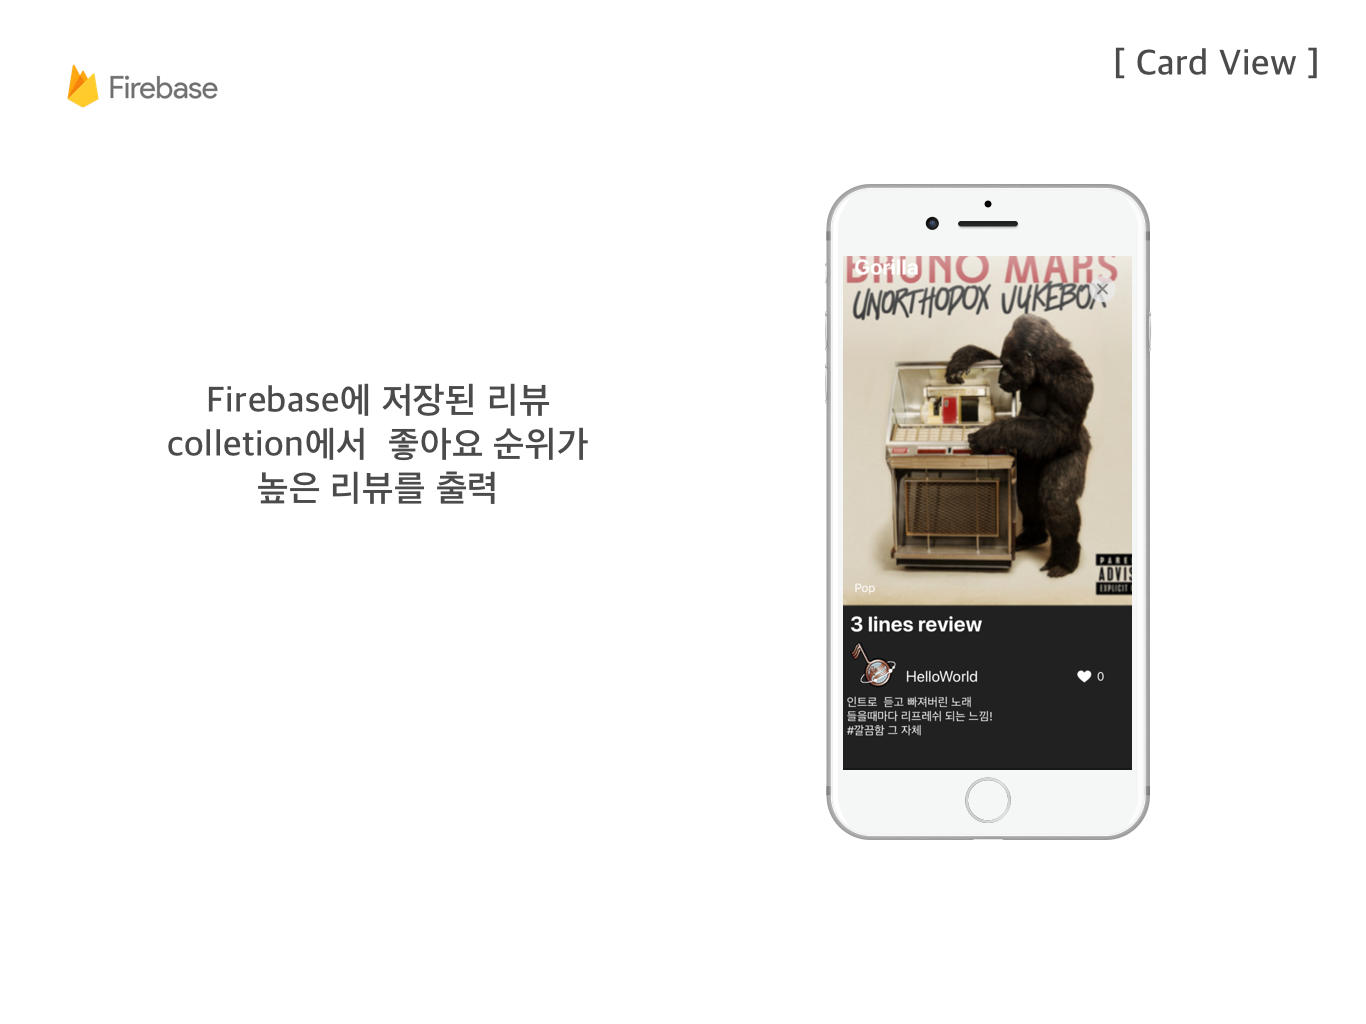 [ Card View ]
Firebase
Firebase에 저장된 리뷰
colletion에서  좋아요 순위가
높은 리뷰를 출력
BRUNO MARS
Gorilla
UNORTHODOX JUKEBOX
Pop
3 lines review
HelloWorld
0
인트로  듣고 빠져버린 노래
들을때마다 리프레쉬 되는 느낌!
#깔끔함 그 자체